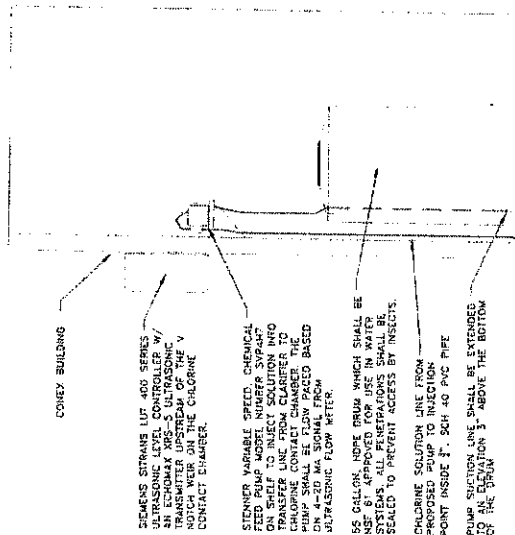 CONEX BUILDING
SIEMENS SITRANS LUT 400 SERIES
ULTRASONIC LEVEL CONTROLLER W/
AN ECHOMAX XRS-5 ULTRASONIC
TRANSMITTER UPSTREAM OF THE V
NOTCH WEIR ON THE CHLORINE
CONTACT CHAMBER.
STENNER VARIABLE SPEED, CHEMICAL
FEED PUMP MODEL NUMBER SVP4H7
ON SHELF TO INJECT SOLUTION INTO
TRANSFER LINE FROM CLARIFIER TO
CHLORINE CONTACT CHAMBER. THE
PUMP SHALL BE FLOW PACED BASED
ON 4-20 MA SIGNAL FROM
ULTRASONIC FLOW METER.
55 GALLON, HDPE DRUM WHICH SHALL BE
NSF 61 APPROVED FOR USE IN WATER
SYSTEMS. ALL PENETRATIONS SHALL BE
SEALED TO PREVENT ACCESS BY INSECTS.
CHLORINE SOLUTION LINE FROM
PROPOSED PUMP TO INJECTION
POINT INSIDE SCH 40 PVC PIPE
PUMP SUCTION LINE SHALL BE EXTENDED
TO AN ELEVATION 3" ABOVE THE BOTTOM
OF THE DRUM